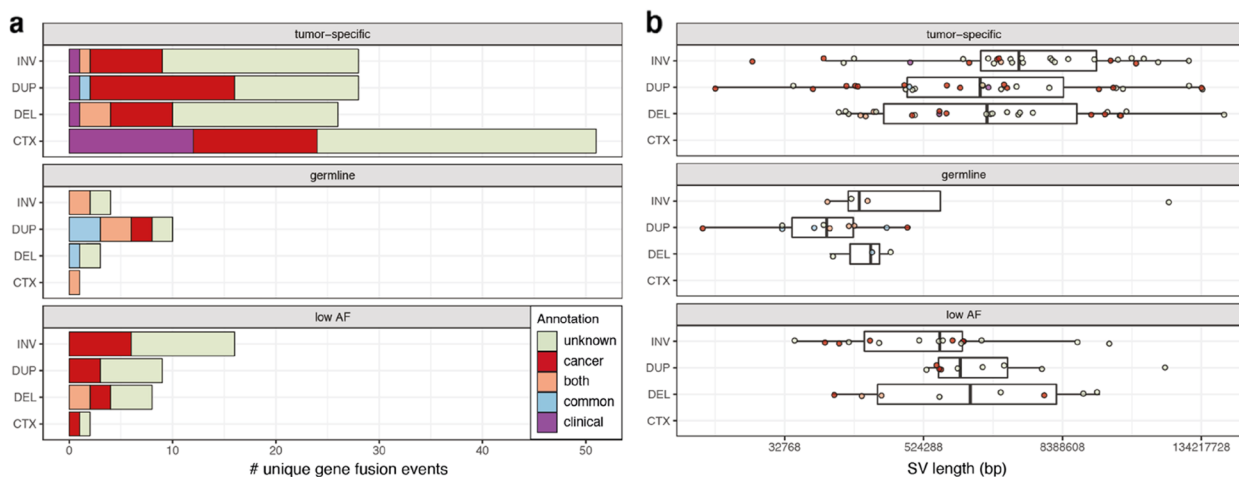 a
tumor-specific
INV
DUP
DEL
CTX
germline
INV
DUP
DEL
CTX
low AF
INV
DUP
DEL
CTX
Annotation
unknown
cancer
both
common
clinical
0 10 20 30 40 50
# unique gene fusion events
b
tumor-specific
INV
DUP
DEL
CTX
germline
INV
DUP
DEL
CTX
low AF
INV
DUP
DEL
CTX
32768 524288 8388608 134217728
SV length (bp)